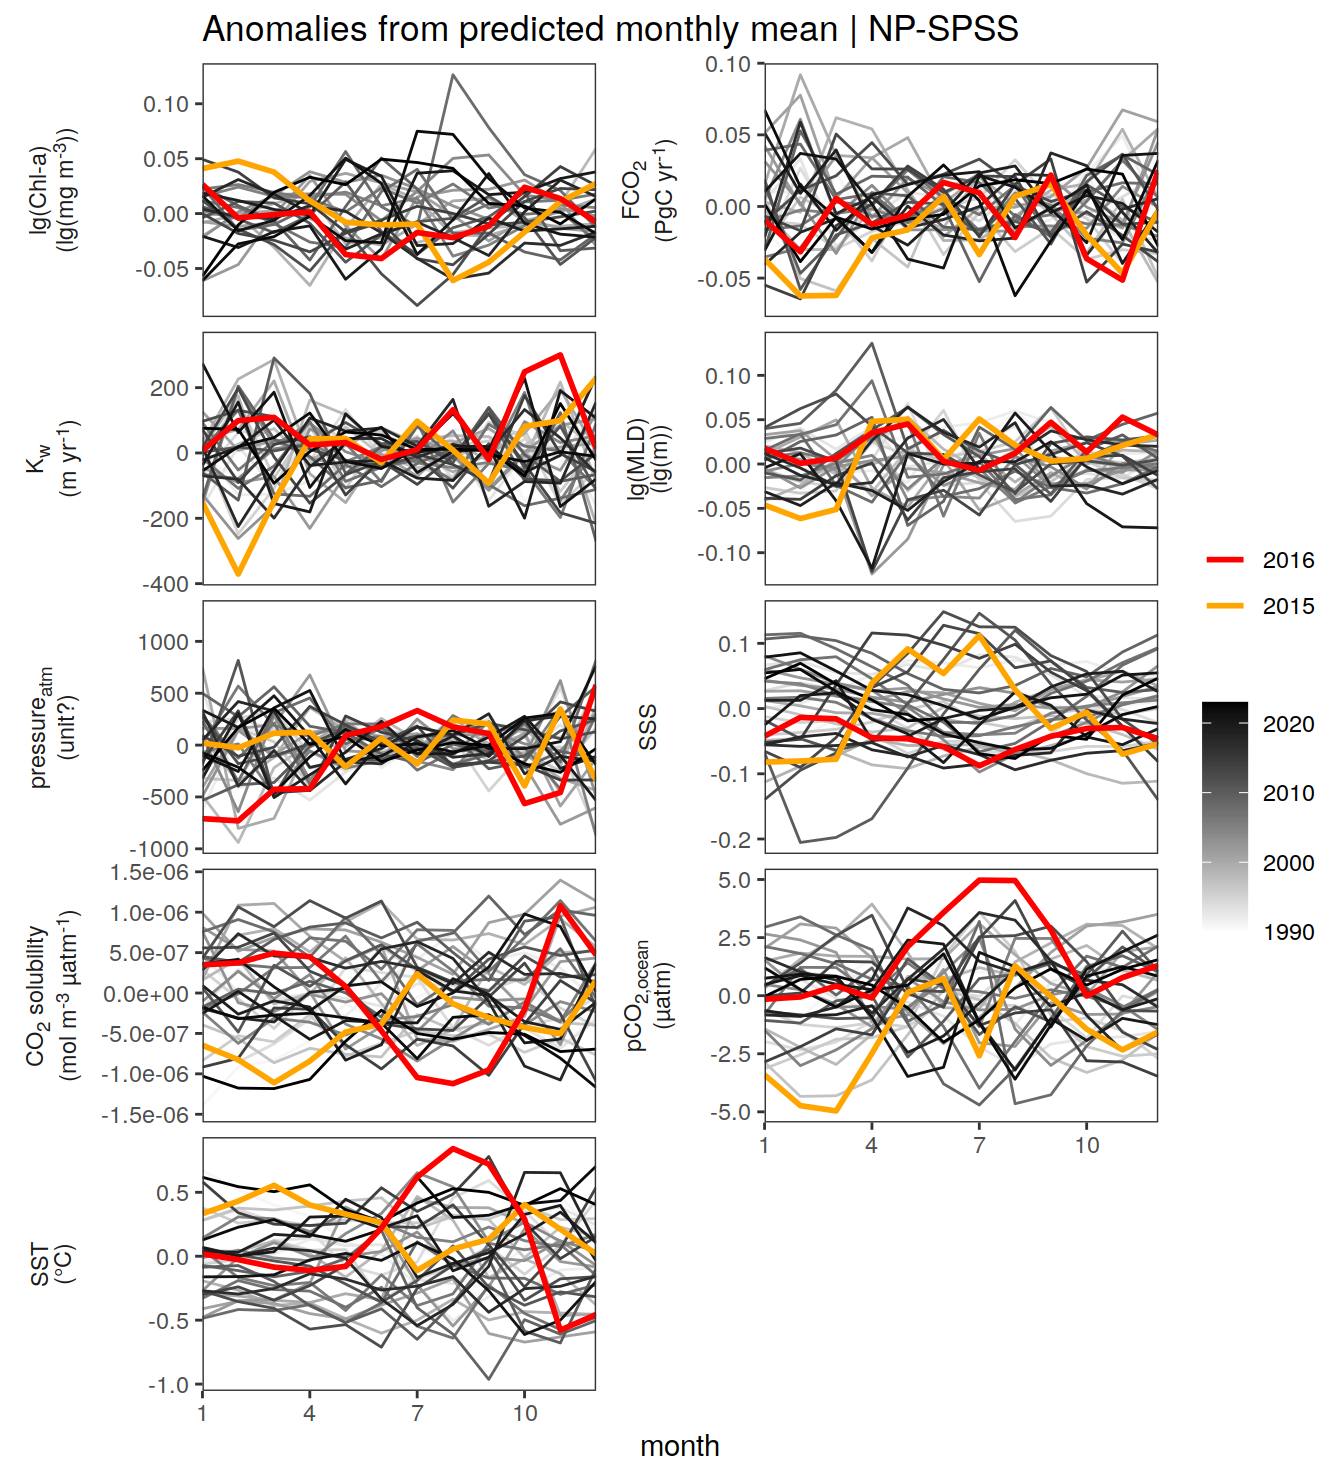 Anomalies from predicted monthly mean | NP-SPSS
lg(Chl-a)
(lg(mg m-3))
0.10
0.05
0.00
-0.05
FCO2
(PgC yr-1)
0.10
0.05
0.00
-0.05
Kw
(m yr-1)
200
0
-200
-400
lg(MLD)
(lg(m))
0.10
0.05
0.00
-0.05
-0.10
pressureatm
(unit?)
1000
500
0
-500
-1000
SSS
0.1
0.0
-0.1
-0.2
CO2 solubility
(mol m-3 µatm-1)
1.5e-06
1.0e-06
5.0e-07
0.0e+00
-5.0e-07
-1.0e-06
-1.5e-06
pCO2,ocean
(µatm)
5.0
2.5
0.0
-2.5
-5.0
1 4 7 10
SST
(°C)
0.5
0.0
-0.5
-1.0
1 4 7 10
month
2016
2015
2020
2010
2000
1990